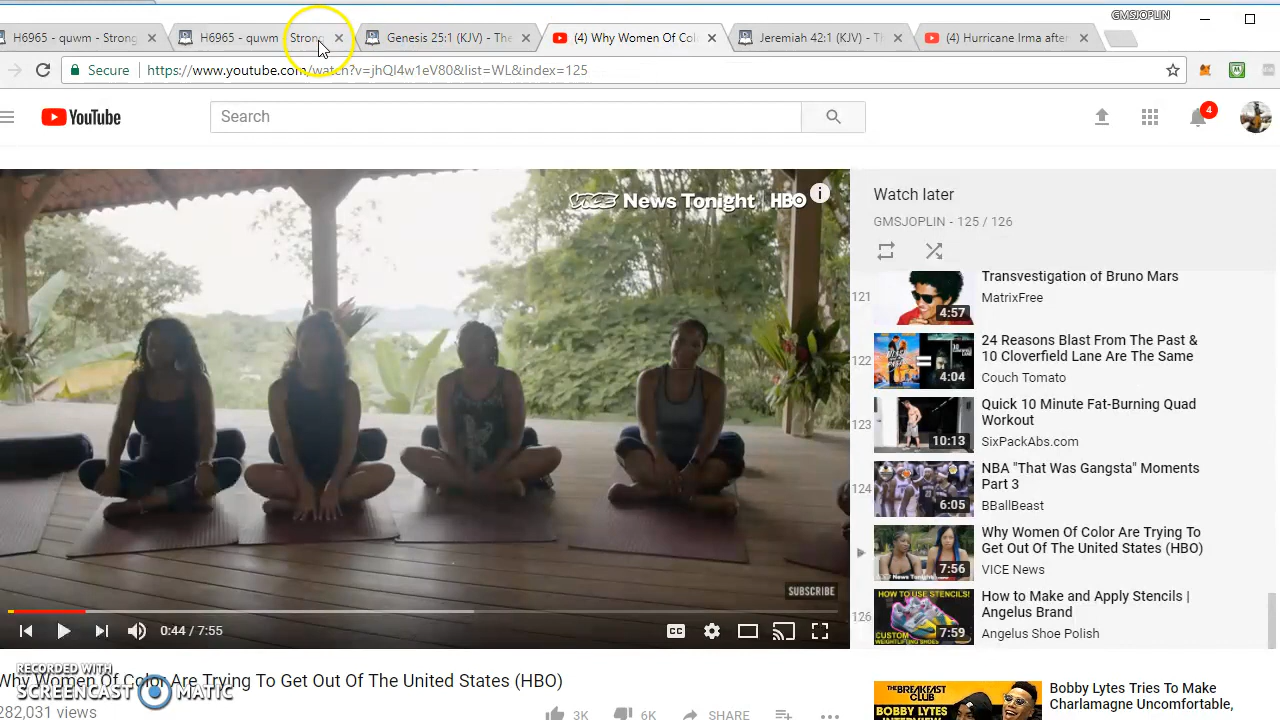 GMSJOPLIN
H6965 - quwm - Strong
H6965 - quwm Strong
Genesis 25:1 (KJV) - The
(4) Why Women Of Col
Jeremiah 42:1 (KJV) - Th
(4) Hurricane Irma after
Secure https://www.youtube.com/watch?v=jhQl4w1eV80&list=WL&index=125
YouTube
Search
4
VICE News Tonight HBO
Watch later
GMSJOPLIN - 125 / 126
121
Transvestigation of Bruno Mars
MatrixFree
4:57
122
24 Reasons Blast From The Past &
10 Cloverfield Lane Are The Same
Couch Tomato
4:04
123
Quick 10 Minute Fat-Burning Quad
Workout
SixPackAbs.com
10:13
124
NBA "That Was Gangsta" Moments
Part 3
BBallBeast
6:05
Why Women Of Color Are Trying To
Get Out Of The United States (HBO)
VICE News
7:56
126
How to Make and Apply Stencils |
Angelus Brand
Angelus Shoe Polish
HOW TO USE STENCILS!
CUSTOM
7:59
SUBSCRIBE
0:44 / 7:55
CC
RECORDED WITH
SCREENCAST MATIC
Why Women Of Color Are Trying To Get Out Of The United States (HBO)
282,031 views
3K
6K
SHARE
THE BREAKFAST
CLUB
BOBBY LYTES
Bobby Lytes Tries To Make
Charlamagne Uncomfortable,